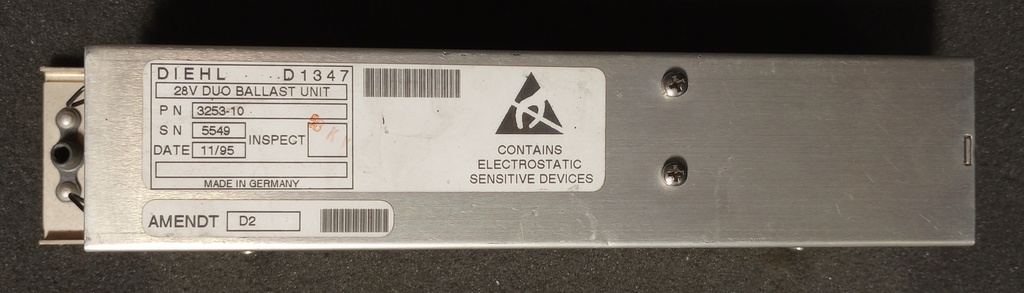 DIEHL .....D1347
28V DUO BALLAST UNIT
PN 3253-10
SN 5549
INSPECT
DATE 11/95
MADE IN GERMANY
CONTAINS
ELECTROSTATIC
SENSITIVE DEVICES
AMENDT D2